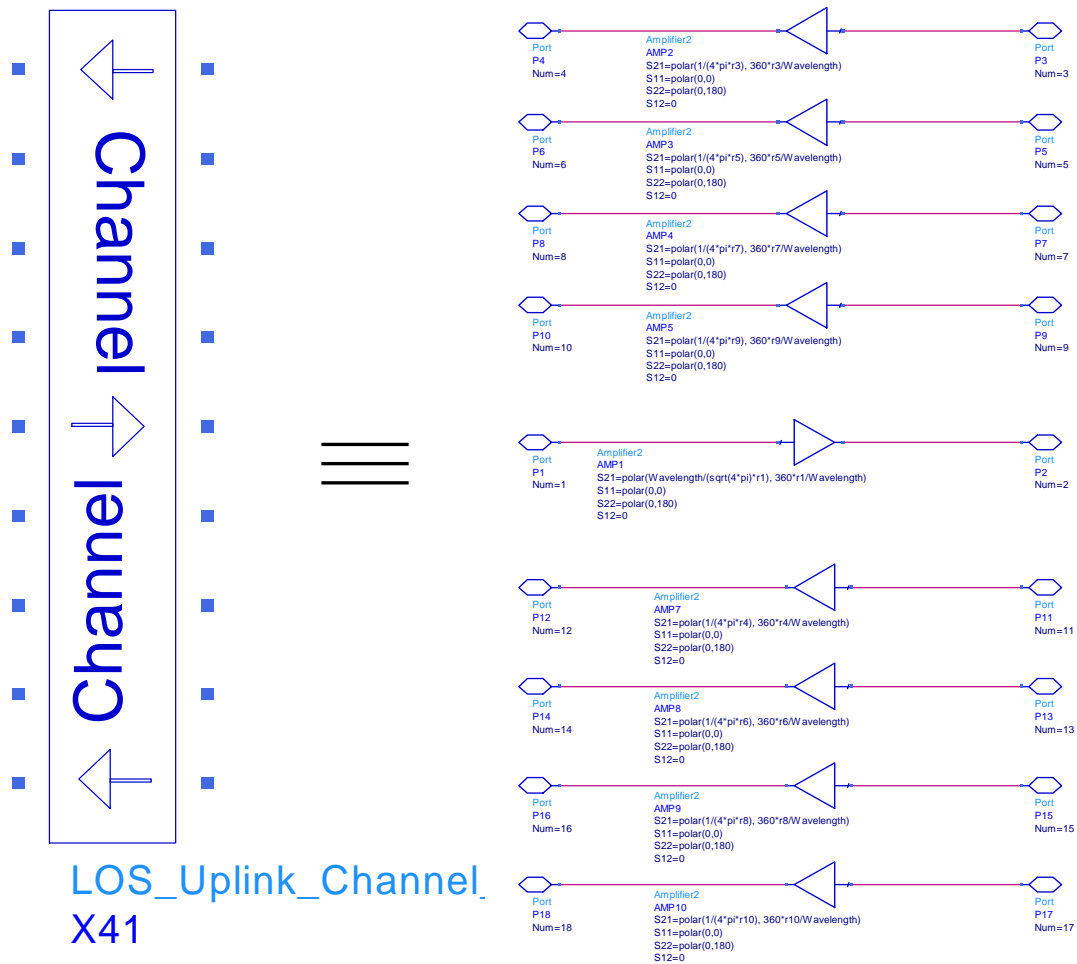 Channel
Channel
LOS_Uplink_Channel_
X41
Port
P4
Num=4
Amplifier2
AMP2
S21=polar(1/(4*pi*r3), 360*r3/Wavelength)
S11=polar(0,0)
S22=polar(0,180)
S12=0
Port
P3
Num=3
Port
P6
Num=6
Amplifier2
AMP3
S21=polar(1/(4*pi*r5), 360*r5/Wavelength)
S11=polar(0,0)
S22=polar(0,180)
S12=0
Port
P5
Num=5
Port
P8
Num=8
Amplifier2
AMP4
S21=polar(1/(4*pi*r7), 360*r7/Wavelength)
S11=polar(0,0)
S22=polar(0,180)
S12=0
Port
P7
Num=7
Port
P10
Num=10
Amplifier2
AMP5
S21=polar(1/(4*pi*r9), 360*r9/Wavelength)
S11=polar(0,0)
S22=polar(0,180)
S12=0
Port
P9
Num=9
Port
P1
Num=1
Amplifier2
AMP1
S21=polar(Wavelength/(sqrt(4*pi)*r1), 360*r1/Wavelength)
S11=polar(0,0)
S22=polar(0,180)
S12=0
Port
P2
Num=2
Port
P12
Num=12
Amplifier2
AMP7
S21=polar(1/(4*pi*r4), 360*r4/Wavelength)
S11=polar(0,0)
S22=polar(0,180)
S12=0
Port
P11
Num=11
Port
P14
Num=14
Amplifier2
AMP8
S21=polar(1/(4*pi*r6), 360*r6/Wavelength)
S11=polar(0,0)
S22=polar(0,180)
S12=0
Port
P13
Num=13
Port
P16
Num=16
Amplifier2
AMP9
S21=polar(1/(4*pi*r8), 360*r8/Wavelength)
S11=polar(0,0)
S22=polar(0,180)
S12=0
Port
P15
Num=15
Port
P18
Num=18
Amplifier2
AMP10
S21=polar(1/(4*pi*r10), 360*r10/Wavelength)
S11=polar(0,0)
S22=polar(0,180)
S12=0
Port
P17
Num=17